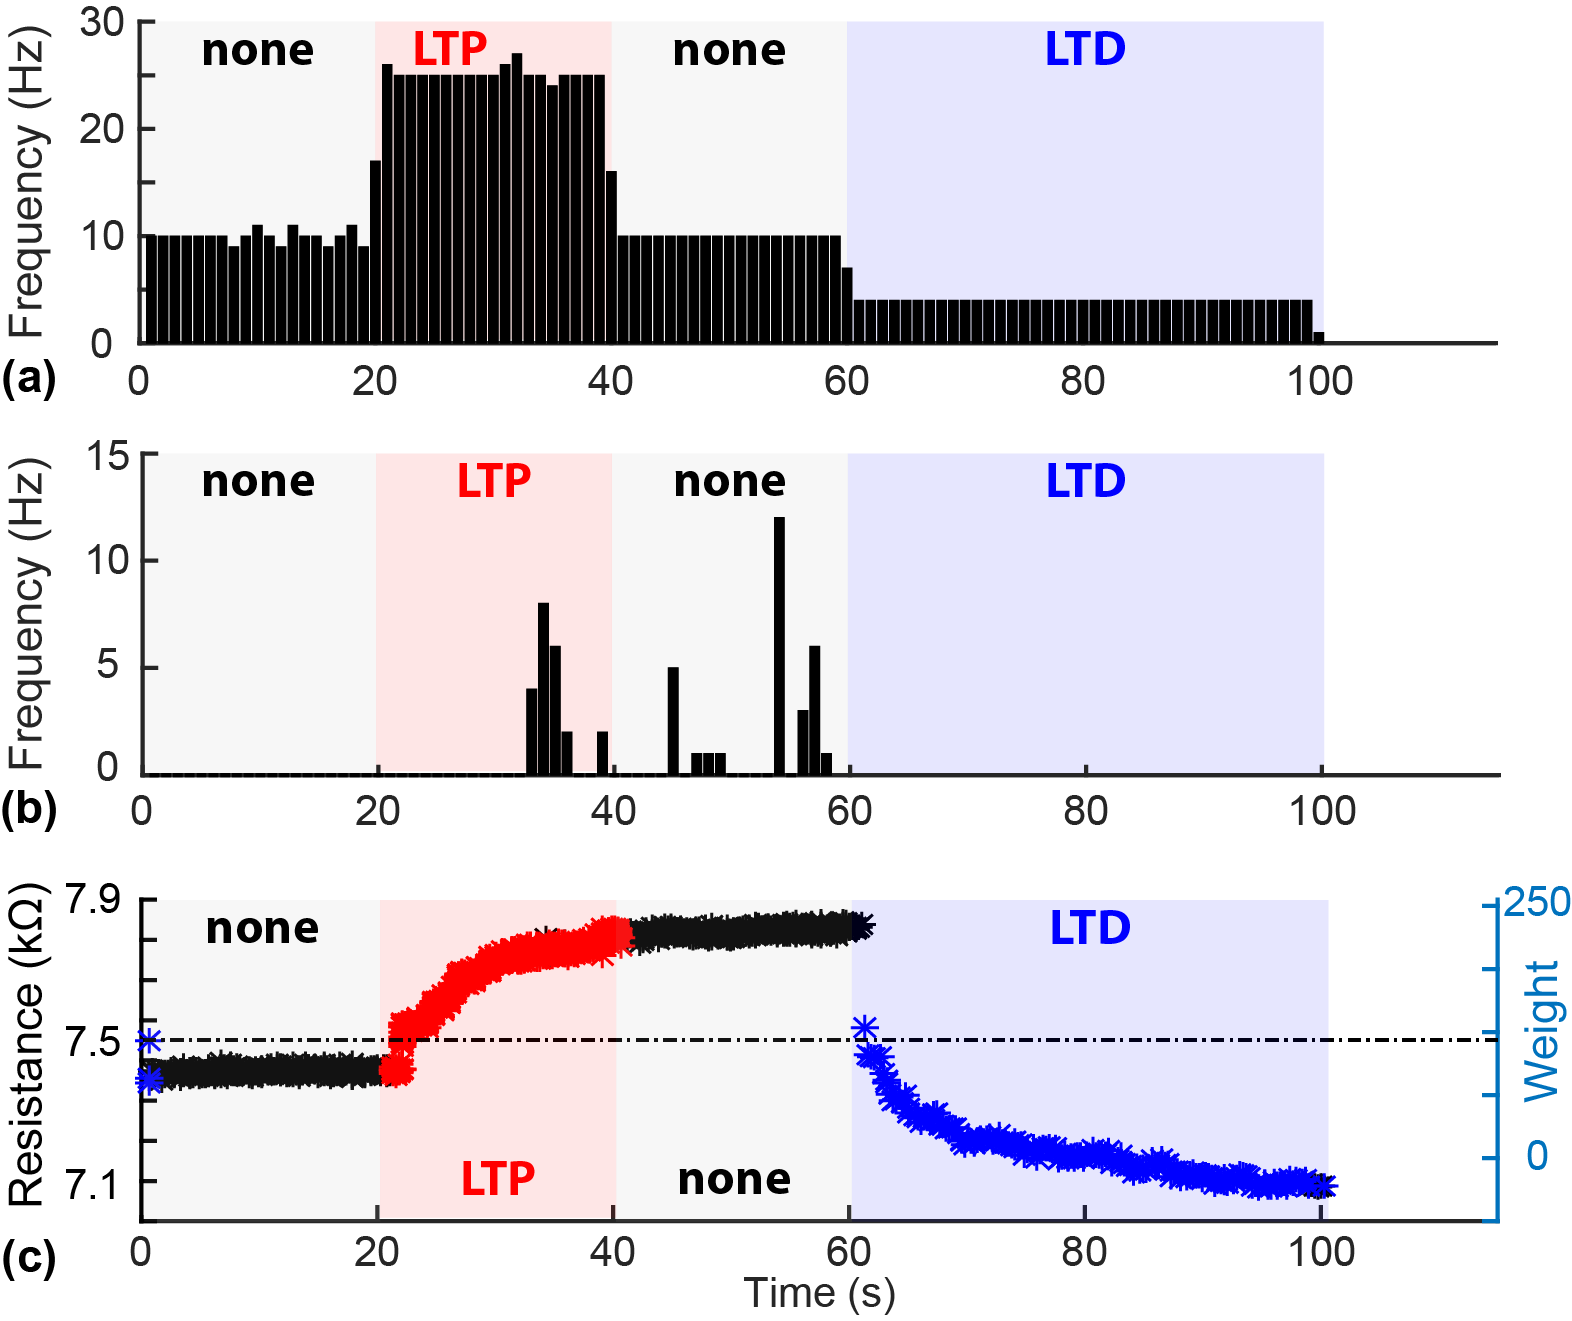 30
20
10
0
Frequency (Hz)
none
LTP
none
LTD
0
20
40
60
80
100
(a)
15
10
5
0
Frequency (Hz)
none
LTP
none
LTD
0
20
40
60
80
100
(b)
7.9
7.5
7.1
Resistance (kΩ)
none
LTD
LTP
none
250
0
Weight
0
20
40
60
80
100
(c)
Time (s)